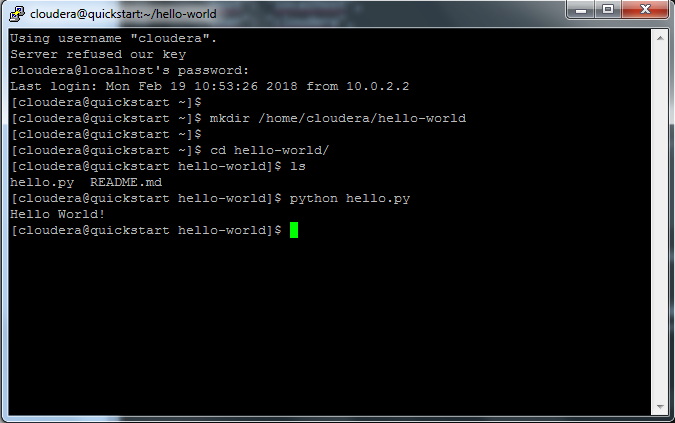 cloudera@quickstart:~/hello-world
Using username "cloudera".
Server refused our key
cloudera@localhost's password:
Last login: Mon Feb 19 10:53:26 2018 from 10.0.2.2
[cloudera@quickstart ~]$
[cloudera@quickstart ~]$ mkdir /home/cloudera/hello-world
[cloudera@quickstart ~]$
[cloudera@quickstart ~]$ cd hello-world/
[cloudera@quickstart hello-world]$ ls
hello.py  README.md
[cloudera@quickstart hello-world]$ python hello.py
Hello World!
[cloudera@quickstart hello-world]$